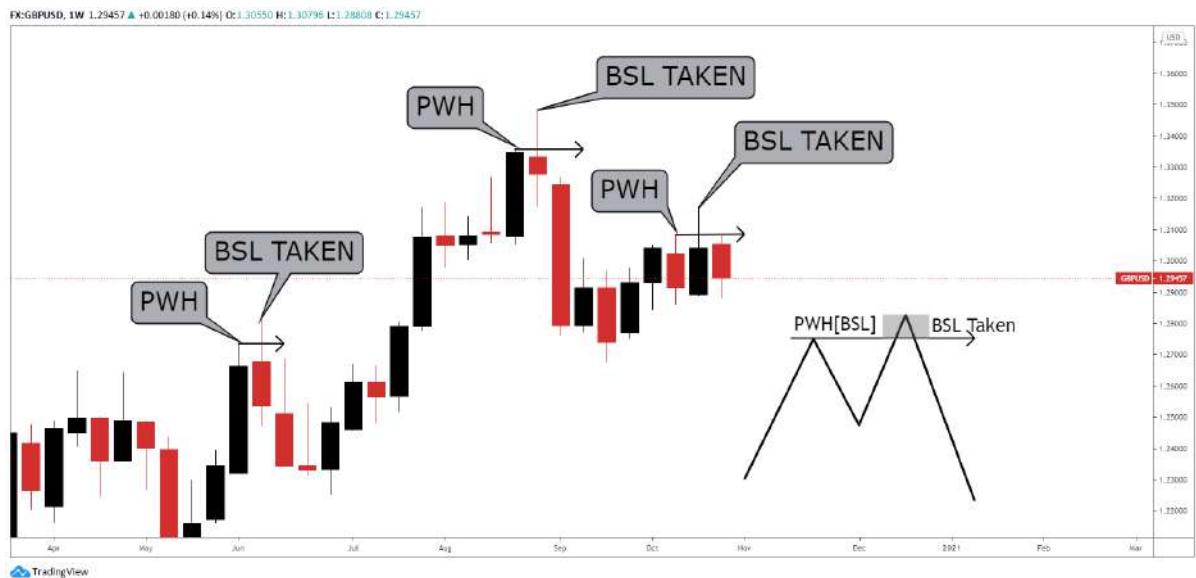 FX:GBPUSD, 1W 1.29457 ▲ +0.00180 (+0.14%) O:1.30550 H:1.30796 L:1.28808 C:1.29457
USD
1.36000
BSL TAKEN
PWH
1.35000
1.34000
BSL TAKEN
1.33000
PWH
1.32000
1.31000
BSL TAKEN
1.30000
GBPUSD 1.29457
PWH
1.29000
1.28000
PWH[BSL] BSL Taken
1.27000
1.26000
1.25000
1.24000
1.23000
1.22000
Apr May Jun Jul Aug Sep Oct Nov Dec 2021 Feb Mar
TradingView